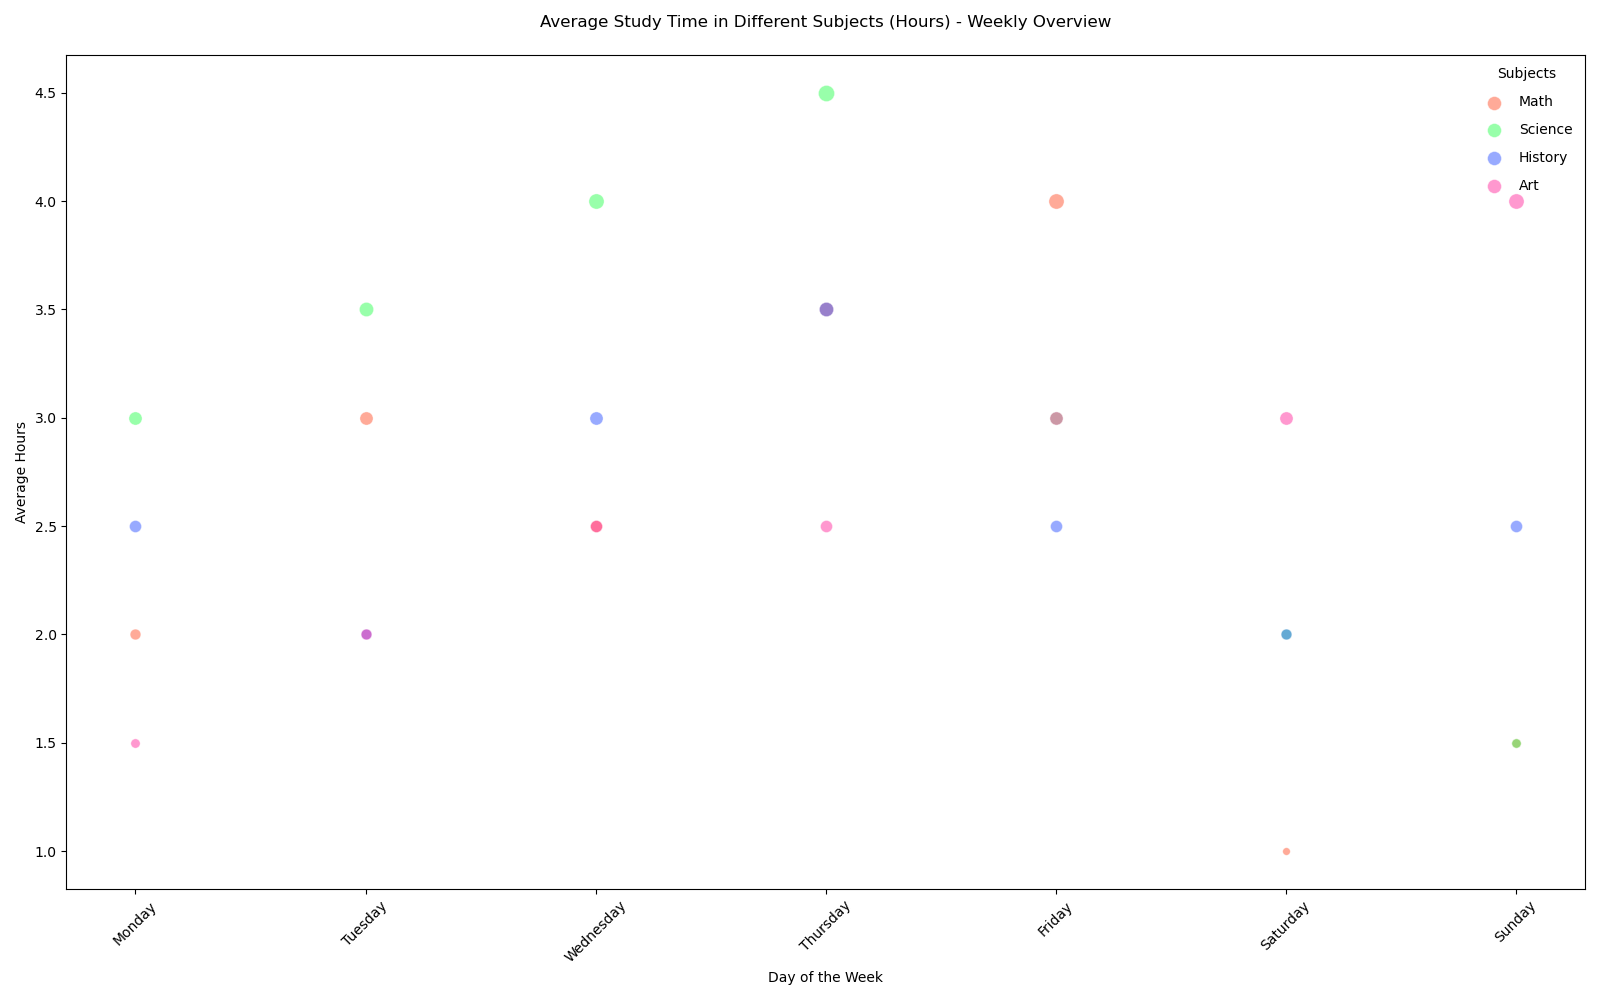 Average Study Time in Different Subjects (Hours) - Weekly Overview
Subjects
Math
Science
History
Art
4.5
4.0
3.5
3.0
2.5
2.0
1.5
1.0
Average Hours
Monday
Tuesday
Wednesday
Thursday
Friday
Saturday
Sunday
Day of the Week